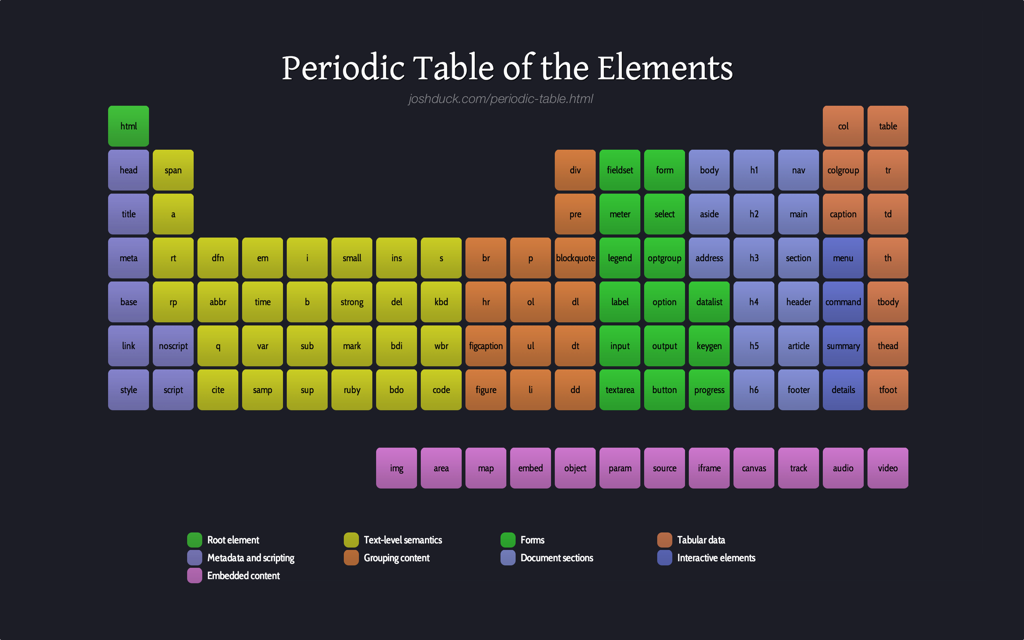 Periodic Table of the Elements
joshduck.com/periodic-table.html
html col table
head span div fieldset form body h1 nav colgroup tr
title a pre meter select aside h2 main caption td
meta rt dfn em i small ins s br p blockquote legend optgroup address h3 section menu th
base rp abbr time b strong del kbd hr ol dl label option datalist h4 header command tbody
link noscript q var sub mark bdi wbr figcaption ul dt input output keygen h5 article summary thead
style script cite samp sup ruby bdo code figure li dd textarea button progress h6 footer details tfoot
img area map embed object param source iframe canvas track audio video
Root element Text-level semantics Forms Tabular data
Metadata and scripting Grouping content Document sections Interactive elements
Embedded content